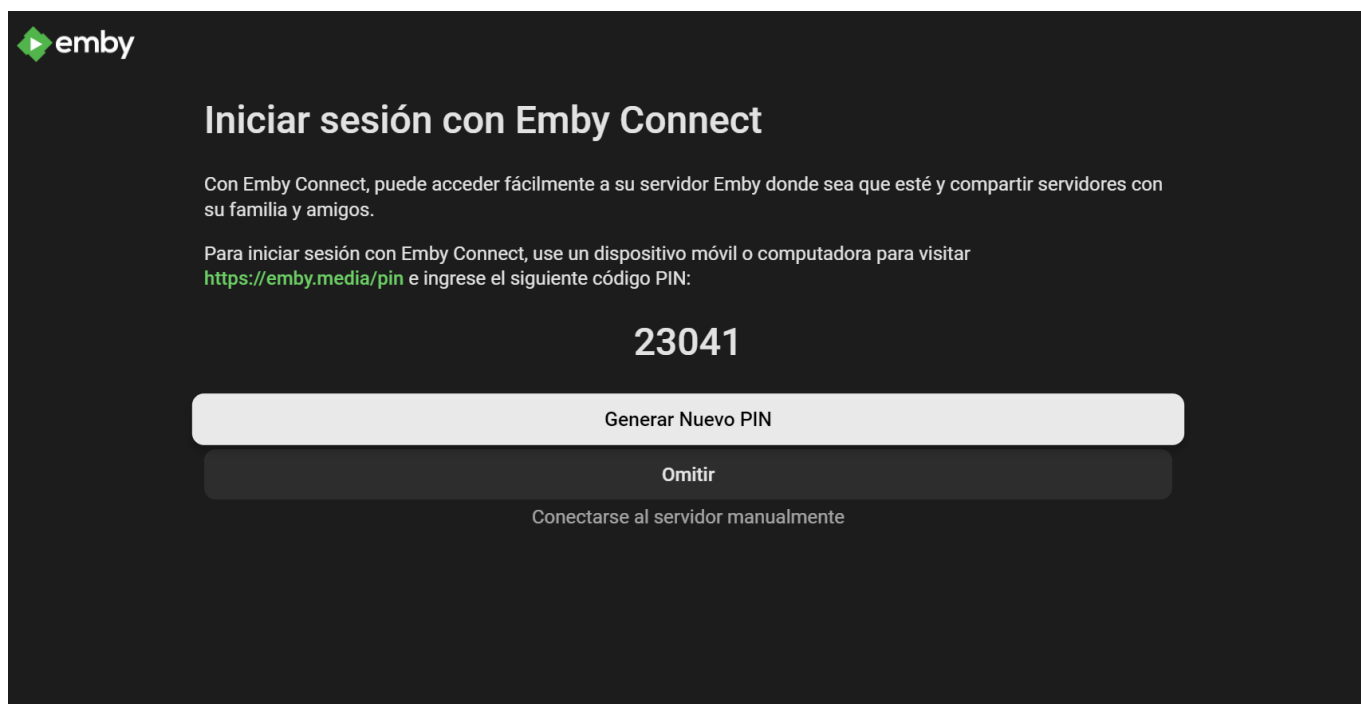 emby
Iniciar sesión con Emby Connect
Con Emby Connect, puede acceder fácilmente a su servidor Emby donde sea que esté y compartir servidores con
su familia y amigos.
Para iniciar sesión con Emby Connect, use un dispositivo móvil o computadora para visitar
https://emby.media/pin e ingrese el siguiente código PIN:
23041
Generar Nuevo PIN
Omitir
Conectarse al servidor manualmente